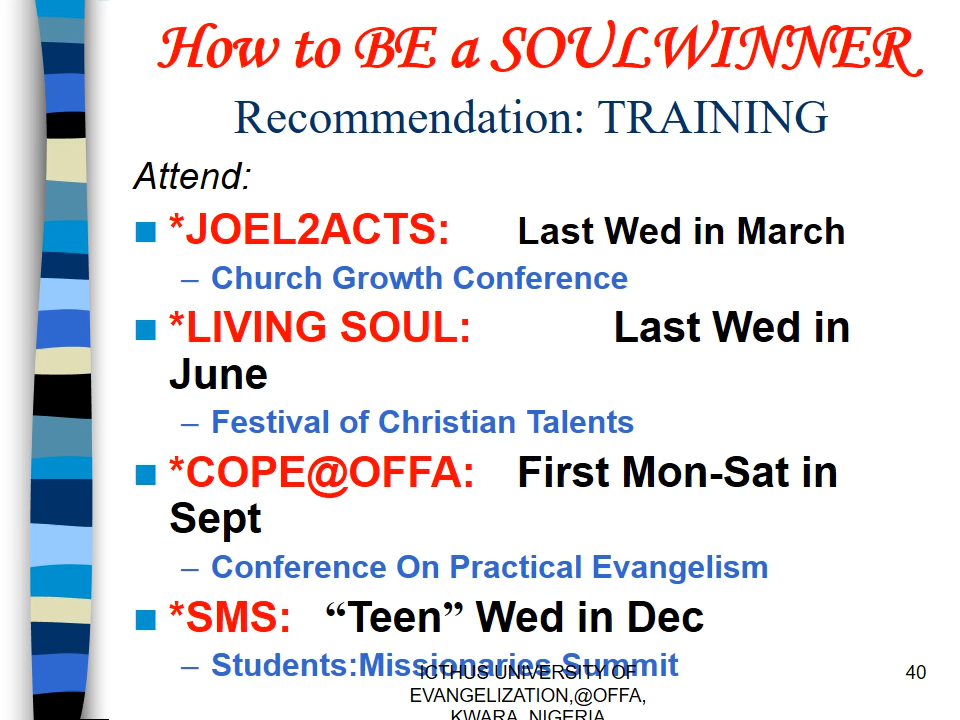 How to BE a SOULWINNER
Recommendation: TRAINING
Attend:
*JOEL2ACTS: Last Wed in March
– Church Growth Conference
*LIVING SOUL: Last Wed in
June
– Festival of Christian Talents
*COPE@OFFA: First Mon-Sat in
Sept
– Conference On Practical Evangelism
*SMS: “Teen” Wed in Dec
– Students:Missionaries Summit
ICTHUS UNIVERSITY OF
EVANGELIZATION,@OFFA,
KWARA, NIGERIA
40